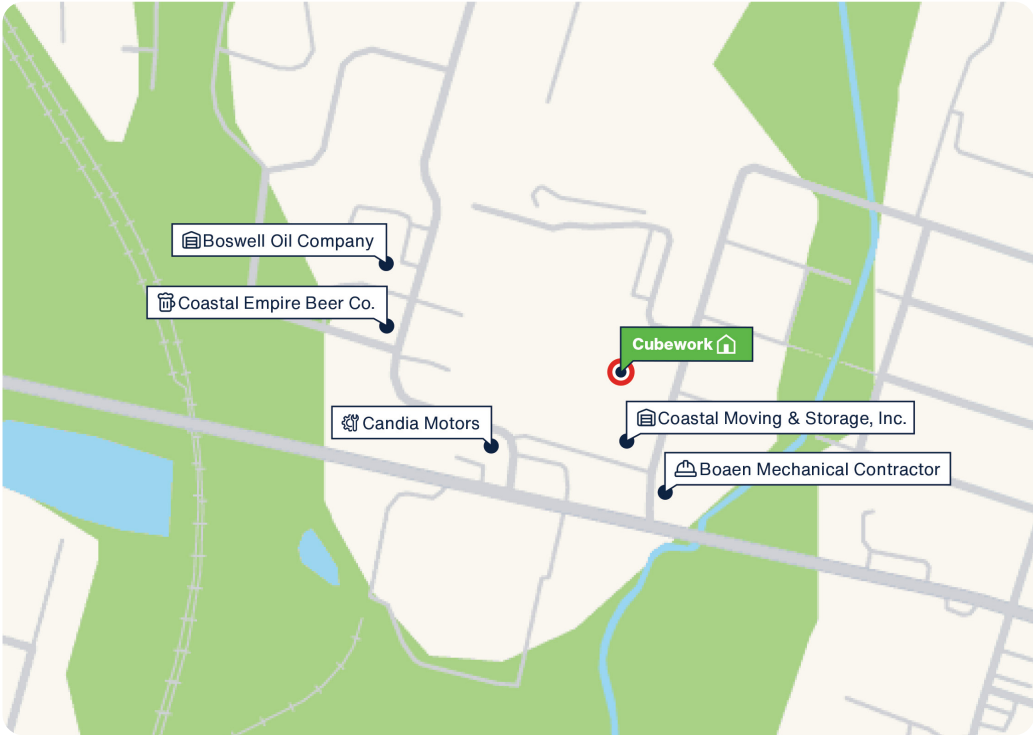 Boswell Oil Company
Coastal Empire Beer Co.
Cubework
Candia Motors
Coastal Moving & Storage, Inc.
Boaen Mechanical Contractor